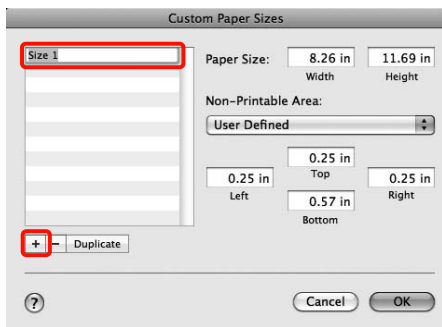 Custom Paper Sizes
Size 1
Paper Size: 8.26 in 11.69 in
Width Height
Non-Printable Area:
User Defined
0.25 in
Top
0.25 in 0.25 in
Left Right
0.57 in
Bottom
+ − Duplicate
? Cancel OK